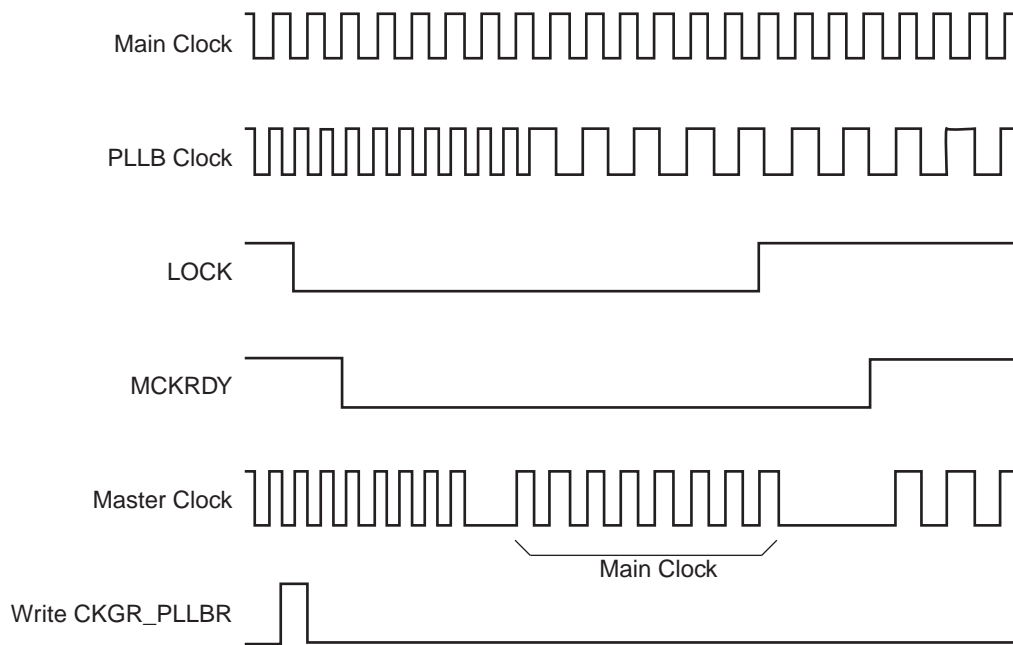 Main Clock
PLLB Clock
LOCK
MCKRDY
Master Clock
Main Clock
Write CKGR_PLLBR